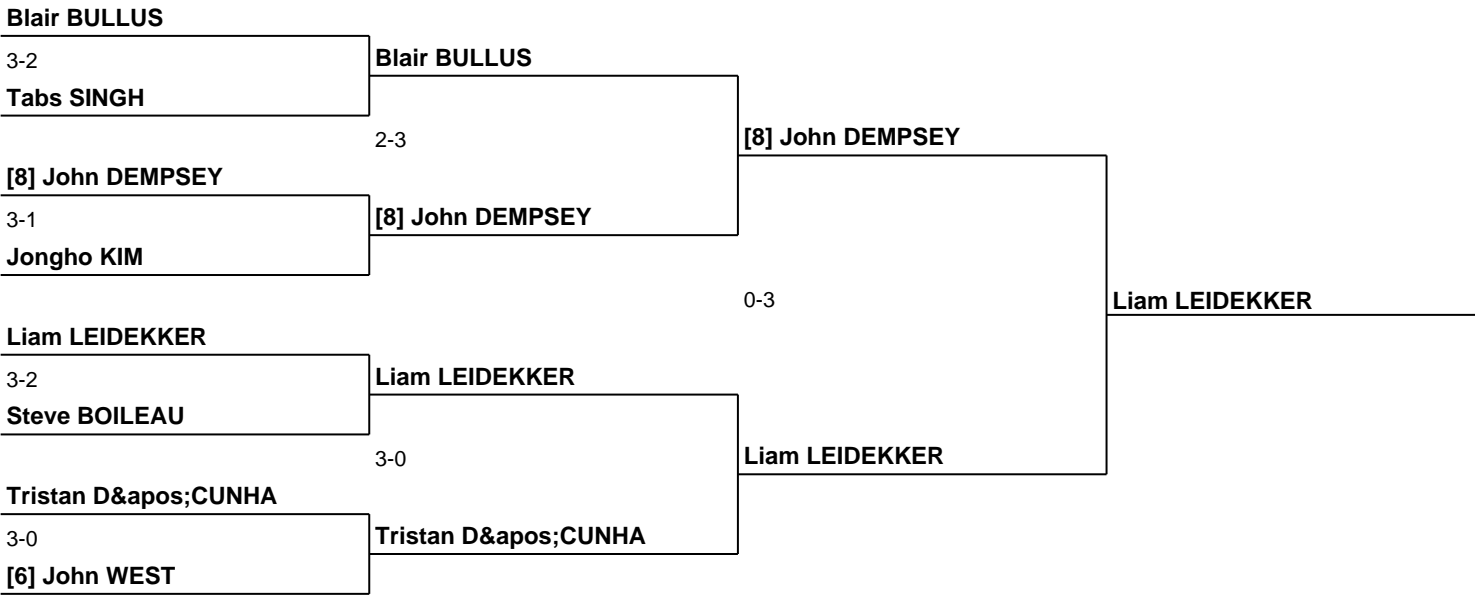 Blair BULLUS
3-2
Blair BULLUS
Tabs SINGH
2-3
[8] John DEMPSEY
[8] John DEMPSEY
3-1
[8] John DEMPSEY
Jongho KIM
0-3
Liam LEIDEKKER
Liam LEIDEKKER
3-2
Liam LEIDEKKER
Steve BOILEAU
3-0
Liam LEIDEKKER
Tristan D&apos;CUNHA
3-0
Tristan D&apos;CUNHA
[6] John WEST